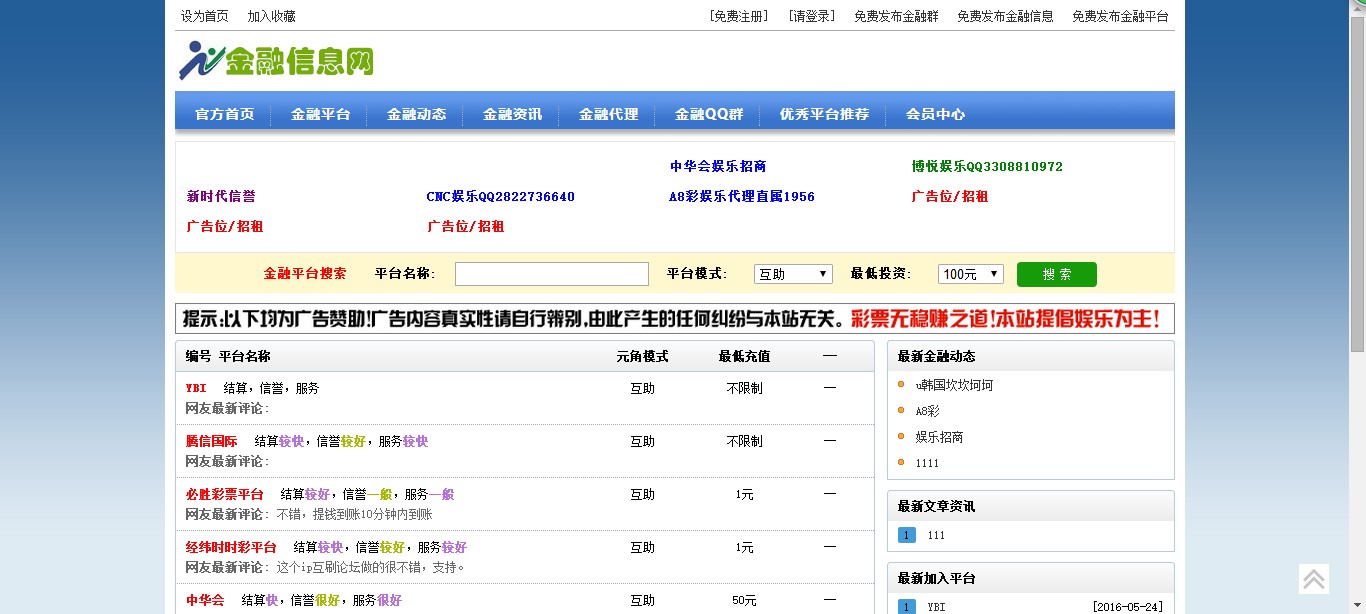 设为首页 加入收藏 [免费注册] [请登录] 免费发布金融群 免费发布金融信息 免费发布金融平台
金融信息网
官方首页 金融平台 金融动态 金融资讯 金融代理 金融QQ群 优秀平台推荐 会员中心
中华会娱乐招商 博悦娱乐QQ3308810972
新时代信誉 CNC娱乐QQ2822736640 A8彩娱乐代理直属1956 广告位/招租
广告位/招租 广告位/招租
金融平台搜索 平台名称: 平台模式: 互助 最低投资: 100元 搜 索
提示:以下均为广告赞助!广告内容真实性请自行辨别,由此产生的任何纠纷与本站无关。彩票无稳赚之道!本站提倡娱乐为主!
编号 平台名称 元角模式 最低充值 —
YBI 结算，信誉，服务 互助 不限制 —
网友最新评论:
腾信国际 结算较快，信誉较好，服务较快 互助 不限制 —
网友最新评论:
必胜彩票平台 结算较好，信誉一般，服务一般 互助 1元 —
网友最新评论: 不错，提钱到账10分钟内到账
经纬时时彩平台 结算较快，信誉较好，服务较好 互助 1元 —
网友最新评论: 这个ip互刷论坛做的很不错，支持。
中华会 结算快，信誉很好，服务很好 互助 50元 —
最新金融动态
u韩国坎坎坷坷
A8彩
娱乐招商
1111
最新文章资讯
1 111
最新加入平台
1 YBI [2016-05-24]